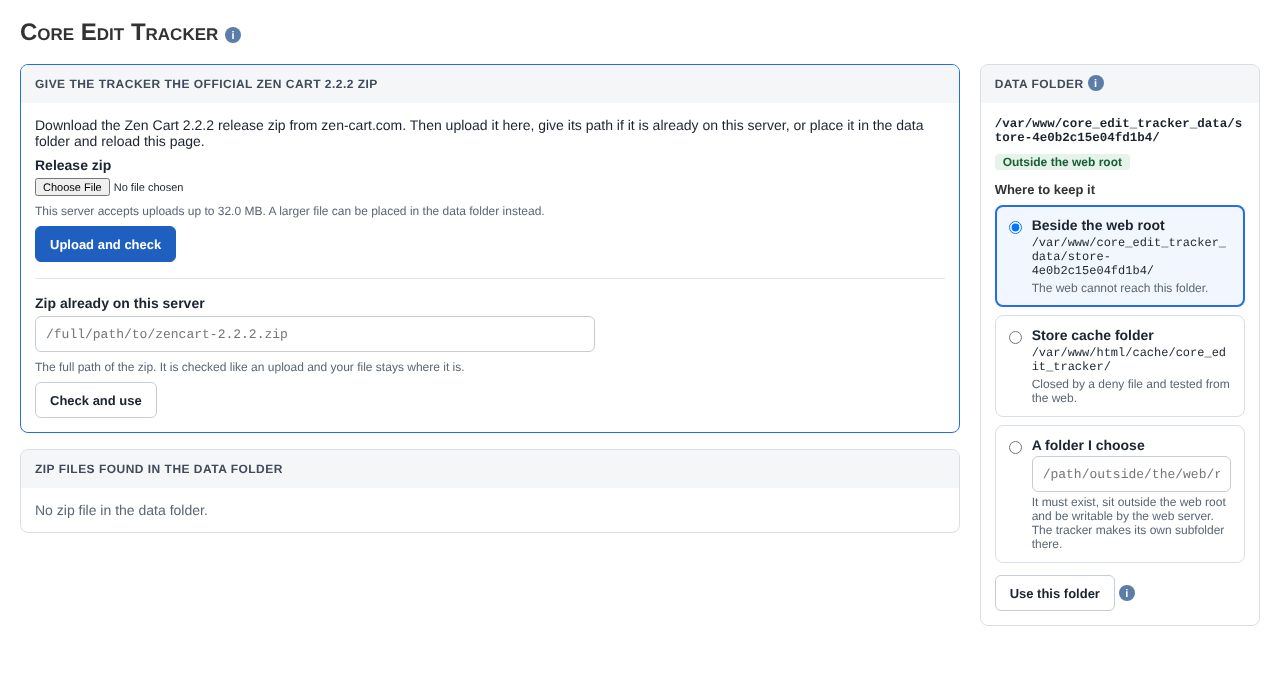 Core Edit Tracker i
GIVE THE TRACKER THE OFFICIAL ZEN CART 2.2.2 ZIP
Download the Zen Cart 2.2.2 release zip from zen-cart.com. Then upload it here, give its path if it is already on this server, or place it in the data
folder and reload this page.
Release zip
Choose File No file chosen
This server accepts uploads up to 32.0 MB. A larger file can be placed in the data folder instead.
Upload and check
Zip already on this server
/full/path/to/zencart-2.2.2.zip
The full path of the zip. It is checked like an upload and your file stays where it is.
Check and use
ZIP FILES FOUND IN THE DATA FOLDER
No zip file in the data folder.
DATA FOLDER i
/var/www/core_edit_tracker_data/s
tore-4e0b2c15e04fd1b4/
Outside the web root
Where to keep it
Beside the web root
/var/www/core_edit_tracker_
data/store-
4e0b2c15e04fd1b4/
The web cannot reach this folder.
Store cache folder
/var/www/html/cache/core_ed
it_tracker/
Closed by a deny file and tested from
the web.
A folder I choose
/path/outside/the/web/r
It must exist, sit outside the web root
and be writable by the web server.
The tracker makes its own subfolder
there.
Use this folder i